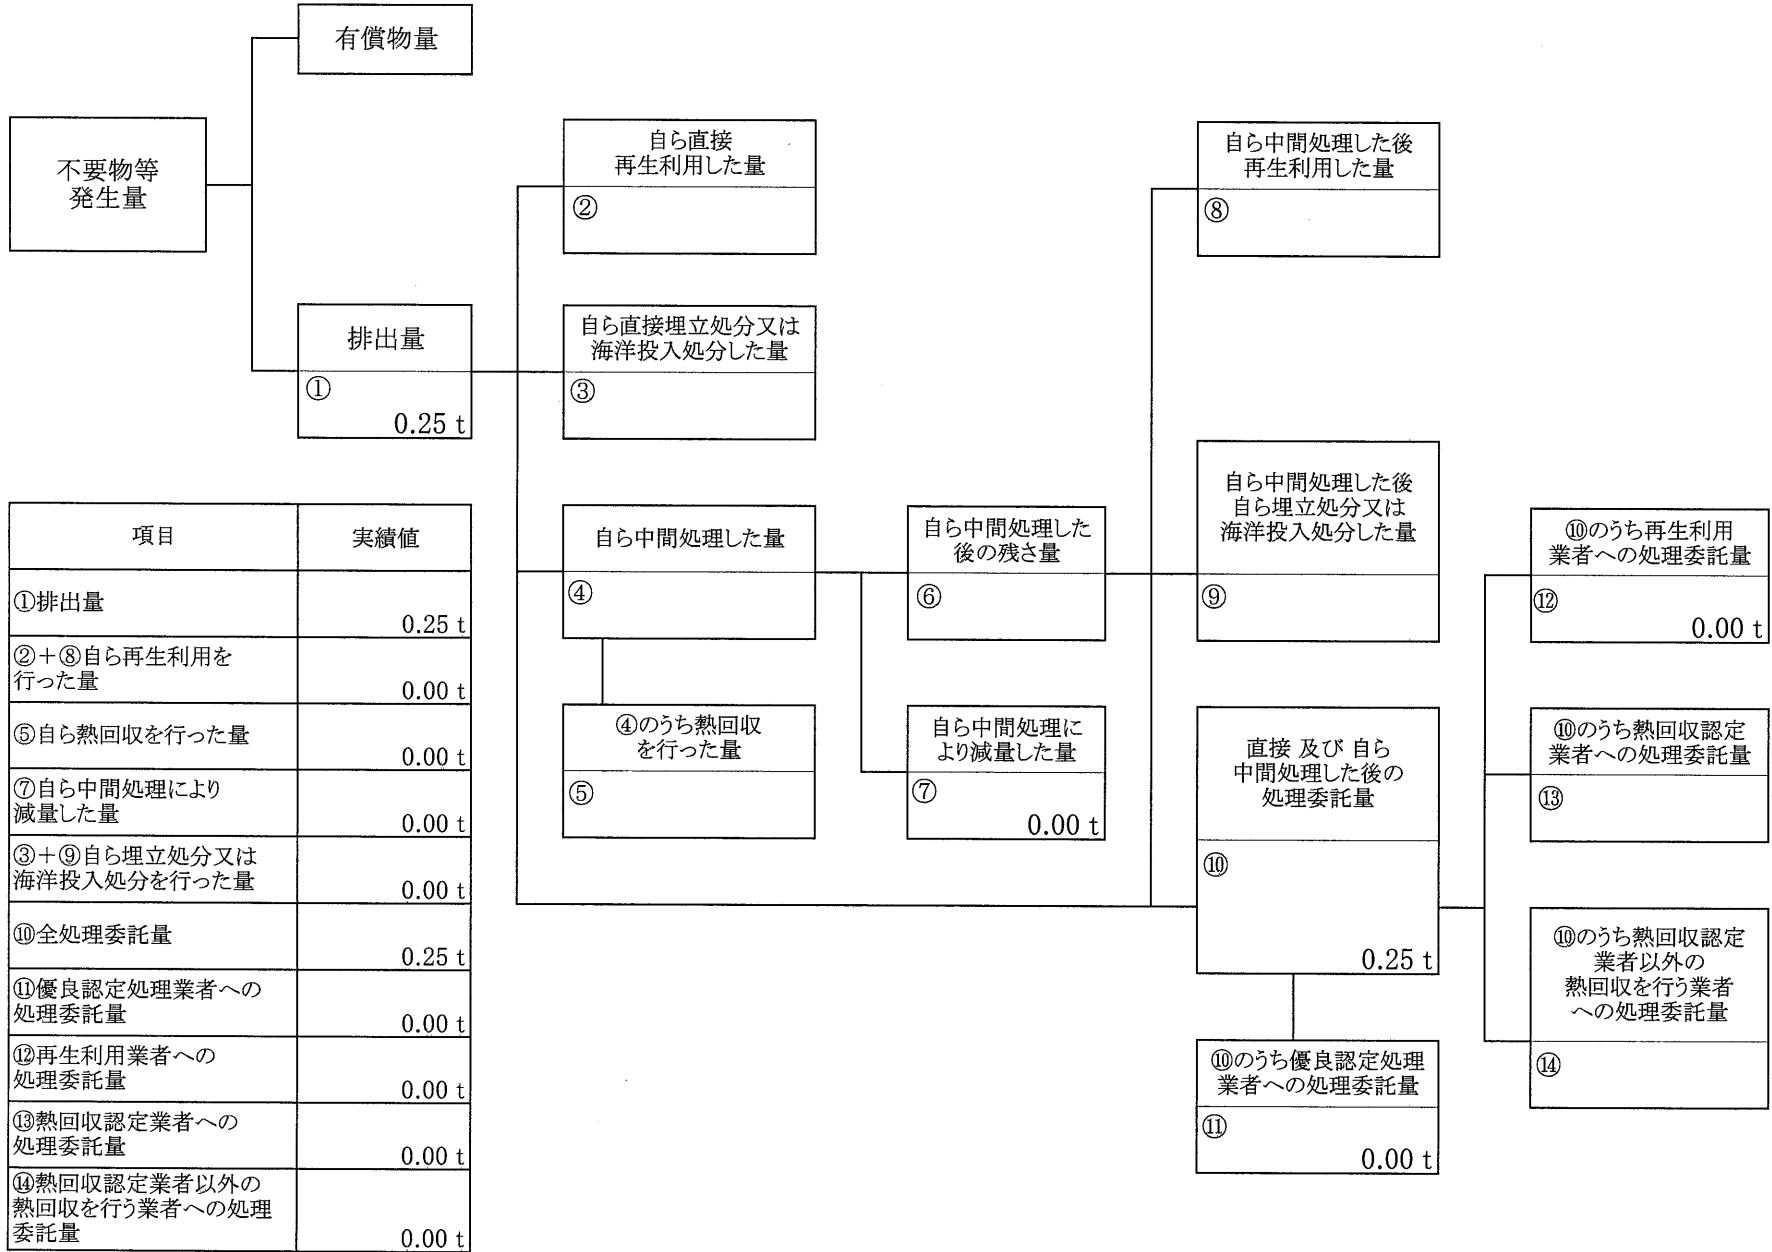 有償物量
不要物等
発生量
排出量
①
0.25 t
自ら直接
再生利用した量
②
自ら直接埋立処分又は
海洋投入処分した量
③
自ら中間処理した量
④
④のうち熱回収
を行った量
⑤
自ら中間処理した
後の残さ量
⑥
自ら中間処理に
より減量した量
⑦
0.00 t
自ら中間処理した後
再生利用した量
⑧
自ら中間処理した後
自ら埋立処分又は
海洋投入処分した量
⑨
直接 及び 自ら
中間処理した後の
処理委託量
⑩
0.25 t
⑩のうち優良認定処理
業者への処理委託量
⑪
0.00 t
⑩のうち再生利用
業者への処理委託量
⑫
0.00 t
⑩のうち熱回収認定
業者への処理委託量
⑬
⑩のうち熱回収認定
業者以外の
熱回収を行う業者
への処理委託量
⑭
項目 実績値
①排出量
0.25 t
②+⑧自ら再生利用を
行った量
0.00 t
⑤自ら熱回収を行った量
0.00 t
⑦自ら中間処理により
減量した量
0.00 t
③+⑨自ら埋立処分又は
海洋投入処分を行った量
0.00 t
⑩全処理委託量
0.25 t
⑪優良認定処理業者への
処理委託量
0.00 t
⑫再生利用業者への
処理委託量
0.00 t
⑬熱回収認定業者への
処理委託量
0.00 t
⑭熱回収認定業者以外の
熱回収を行う業者への処理
委託量
0.00 t